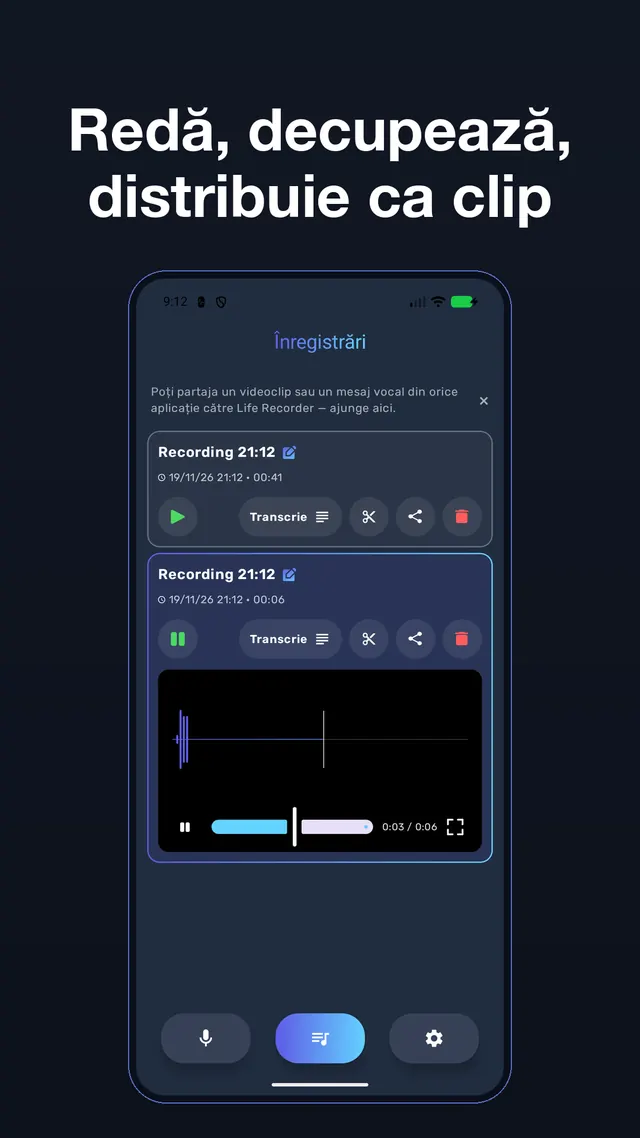 Redă, decupează,
distribuie ca clip
9:12
Înregistrări
Poți partaja un videoclip sau un mesaj vocal din orice
aplicație către Life Recorder — ajunge aici.
Recording 21:12
19/11/26 21:12 • 00:41
Transcrie
Recording 21:12
19/11/26 21:12 • 00:06
Transcrie
0:03 / 0:06